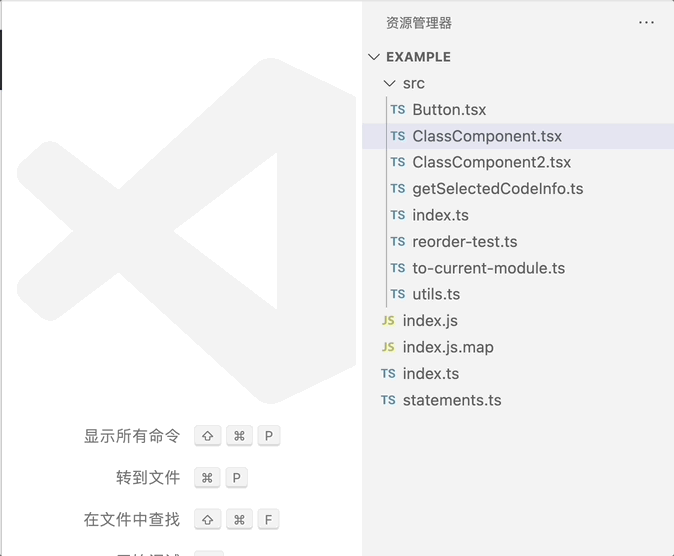 资源管理器
EXAMPLE
src
TS Button.tsx
TS ClassComponent.tsx
TS ClassComponent2.tsx
TS getSelectedCodeInfo.ts
TS index.ts
TS reorder-test.ts
TS to-current-module.ts
TS utils.ts
JS index.js
JS index.js.map
TS index.ts
TS statements.ts
显示所有命令 ⇧ ⌘ P
转到文件 ⌘ P
在文件中查找 ⇧ ⌘ F